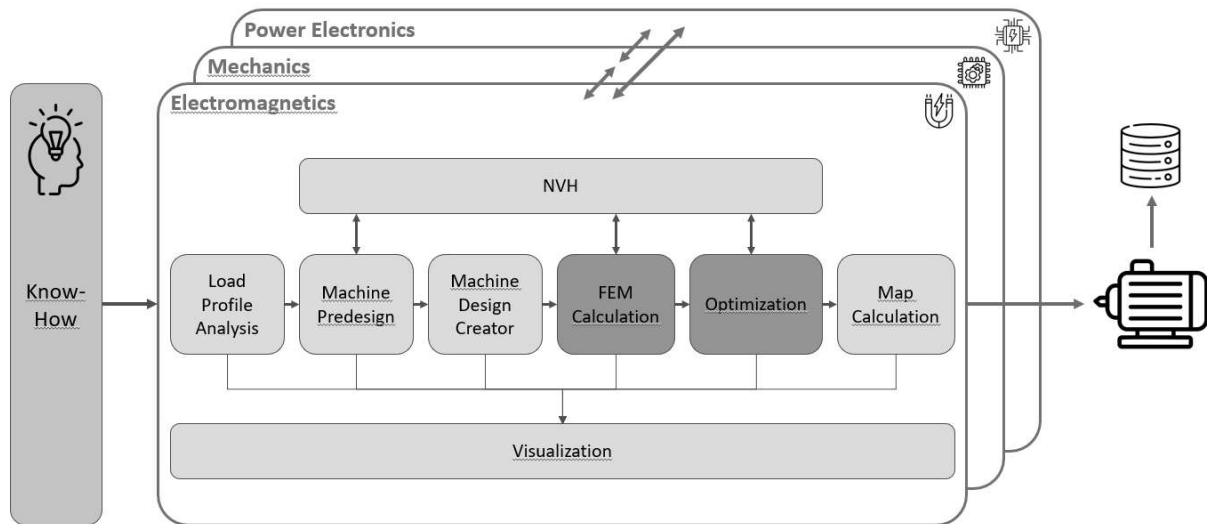 Power Electronics
Mechanics
Electromagnetics
NVH
Know-
How
Load
Profile
Analysis
Machine
Predesign
Machine
Design
Creator
FEM
Calculation
Optimization
Map
Calculation
Visualization